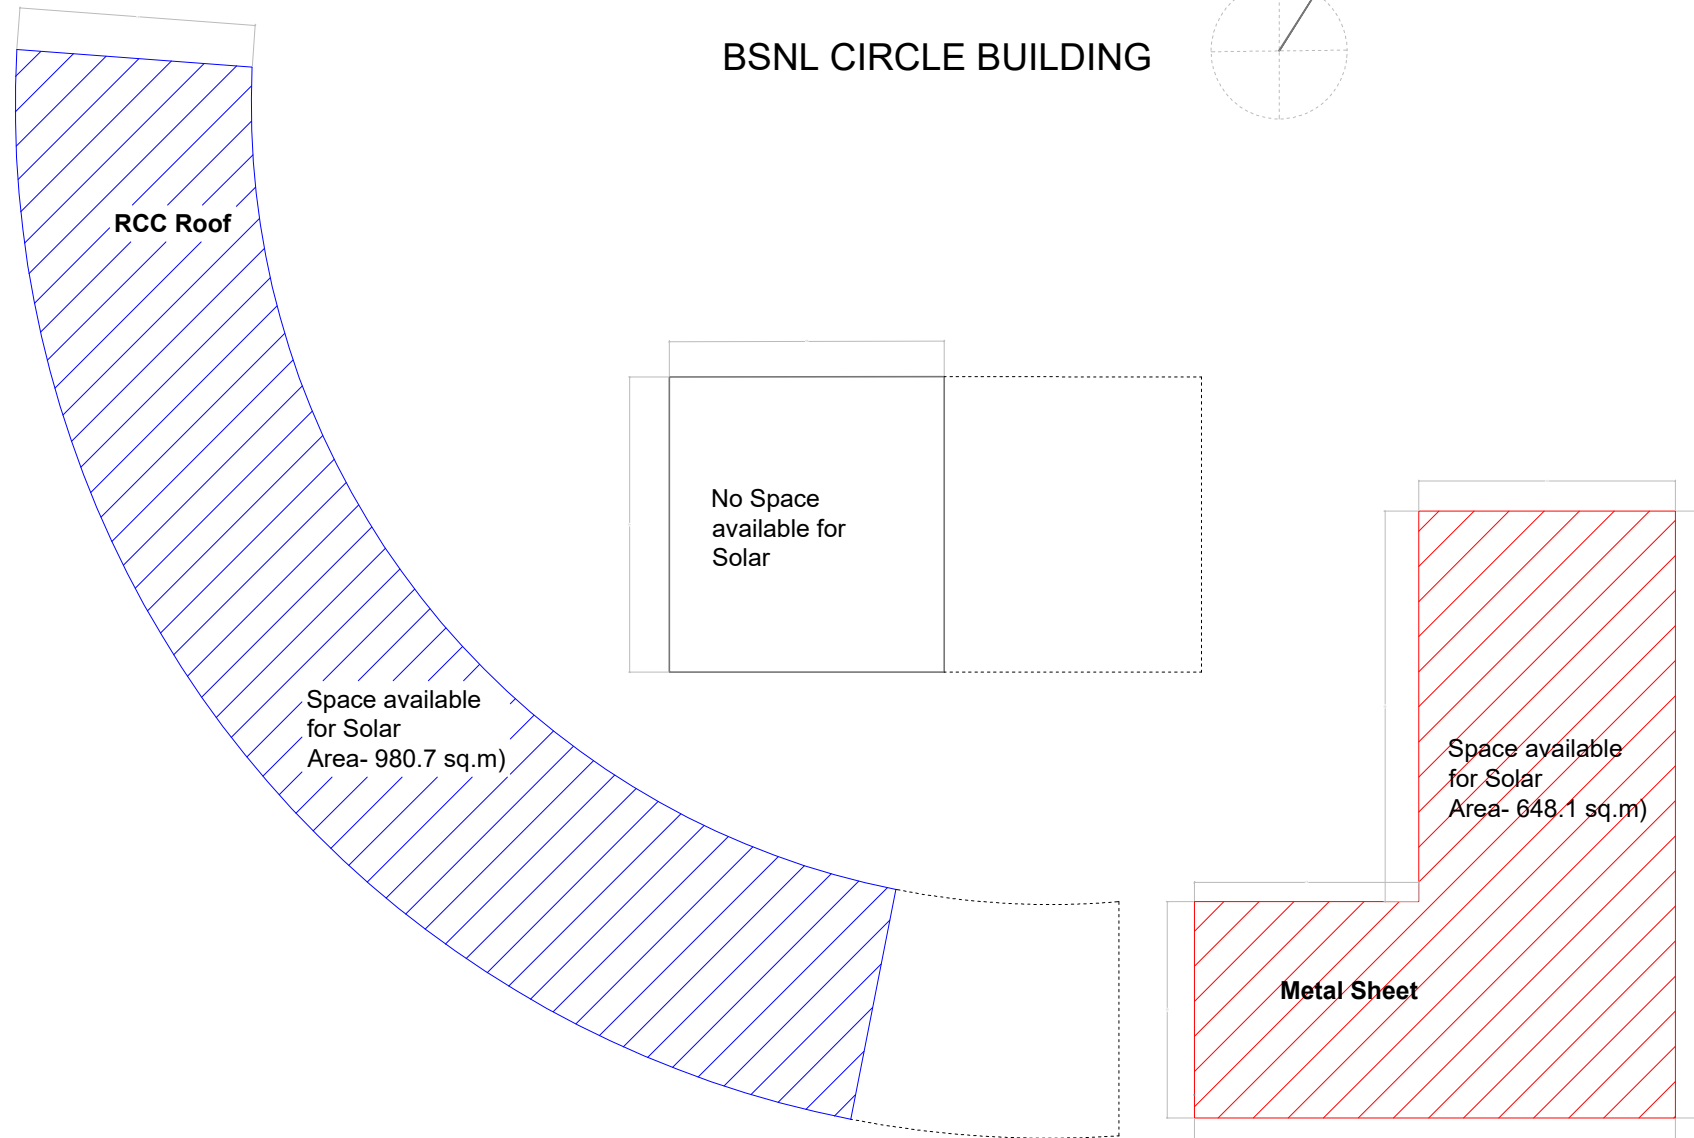 BSNL CIRCLE BUILDING
RCC Roof
No Space
available for
Solar
Space available
for Solar
Area- 980.7 sq.m)
Space available
for Solar
Area- 648.1 sq.m)
Metal Sheet